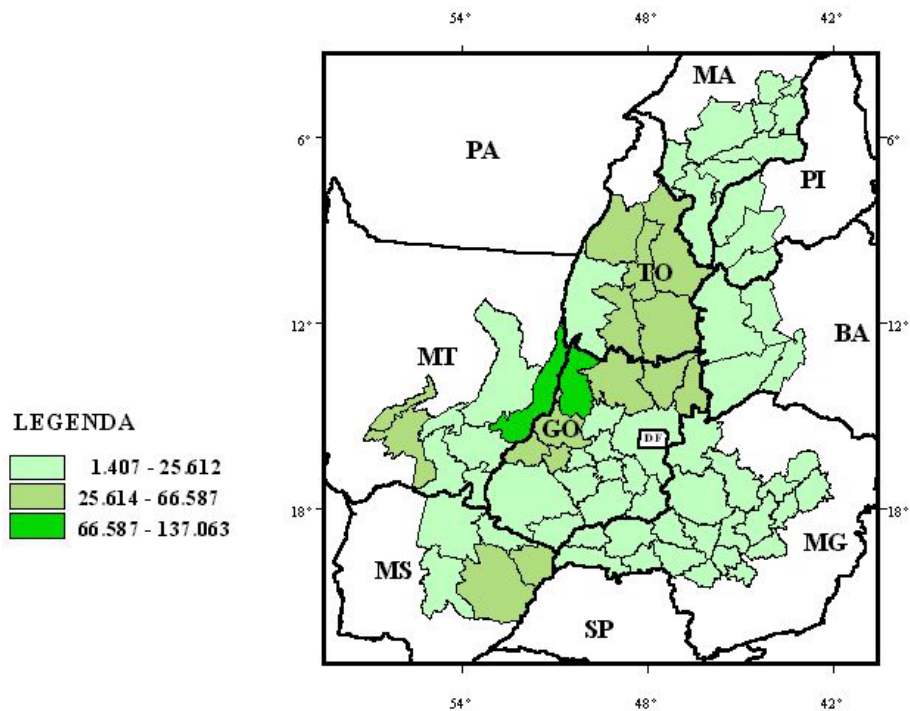 54° 48° 42°
MA
6°
PA
PI
TO
12°
BA
MT
LEGENDA
GO
DF
1.407 - 25.612
25.614 - 66.587
18°
66.587 - 137.063
18°
MG
MS
SP
6°
12°
54° 48° 42°